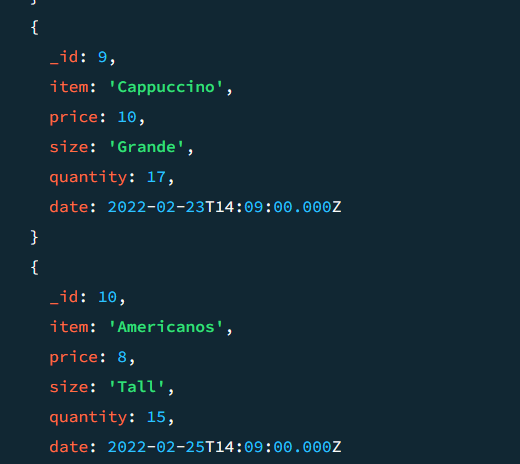 }
{
_id: 9,
item: 'Cappuccino',
price: 10,
size: 'Grande',
quantity: 17,
date: 2022-02-23T14:09:00.000Z
}
{
_id: 10,
item: 'Americanos',
price: 8,
size: 'Tall',
quantity: 15,
date: 2022-02-25T14:09:00.000Z